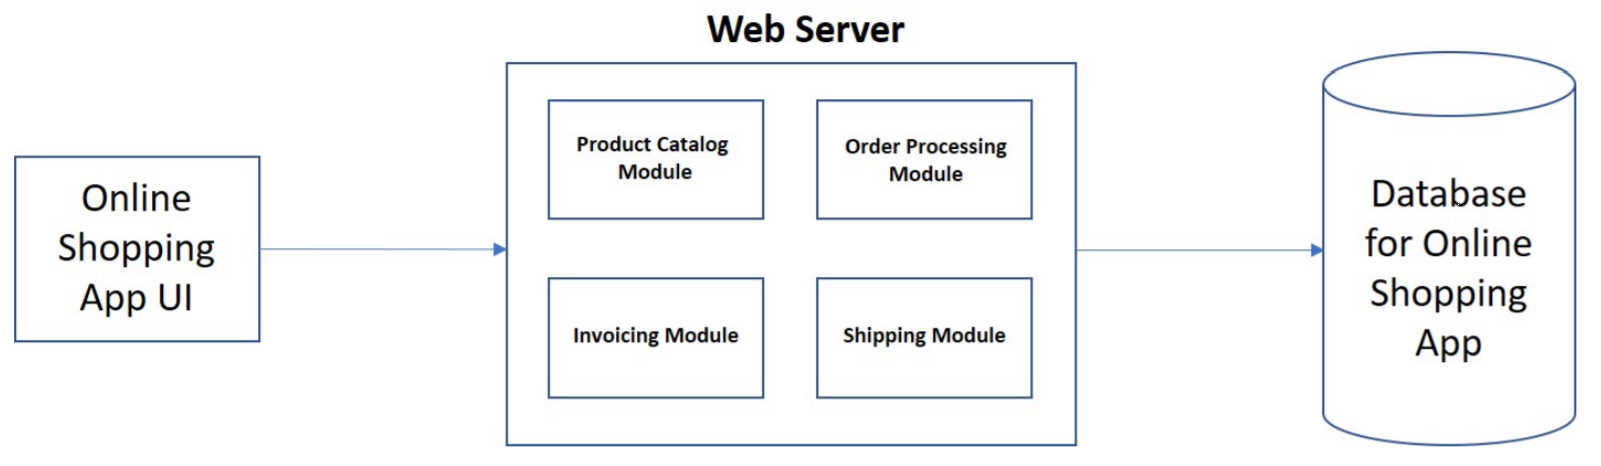 Web Server
Online
Shopping
App UI
Product Catalog
Module
Order Processing
Module
Invoicing Module
Shipping Module
Database
for Online
Shopping
App